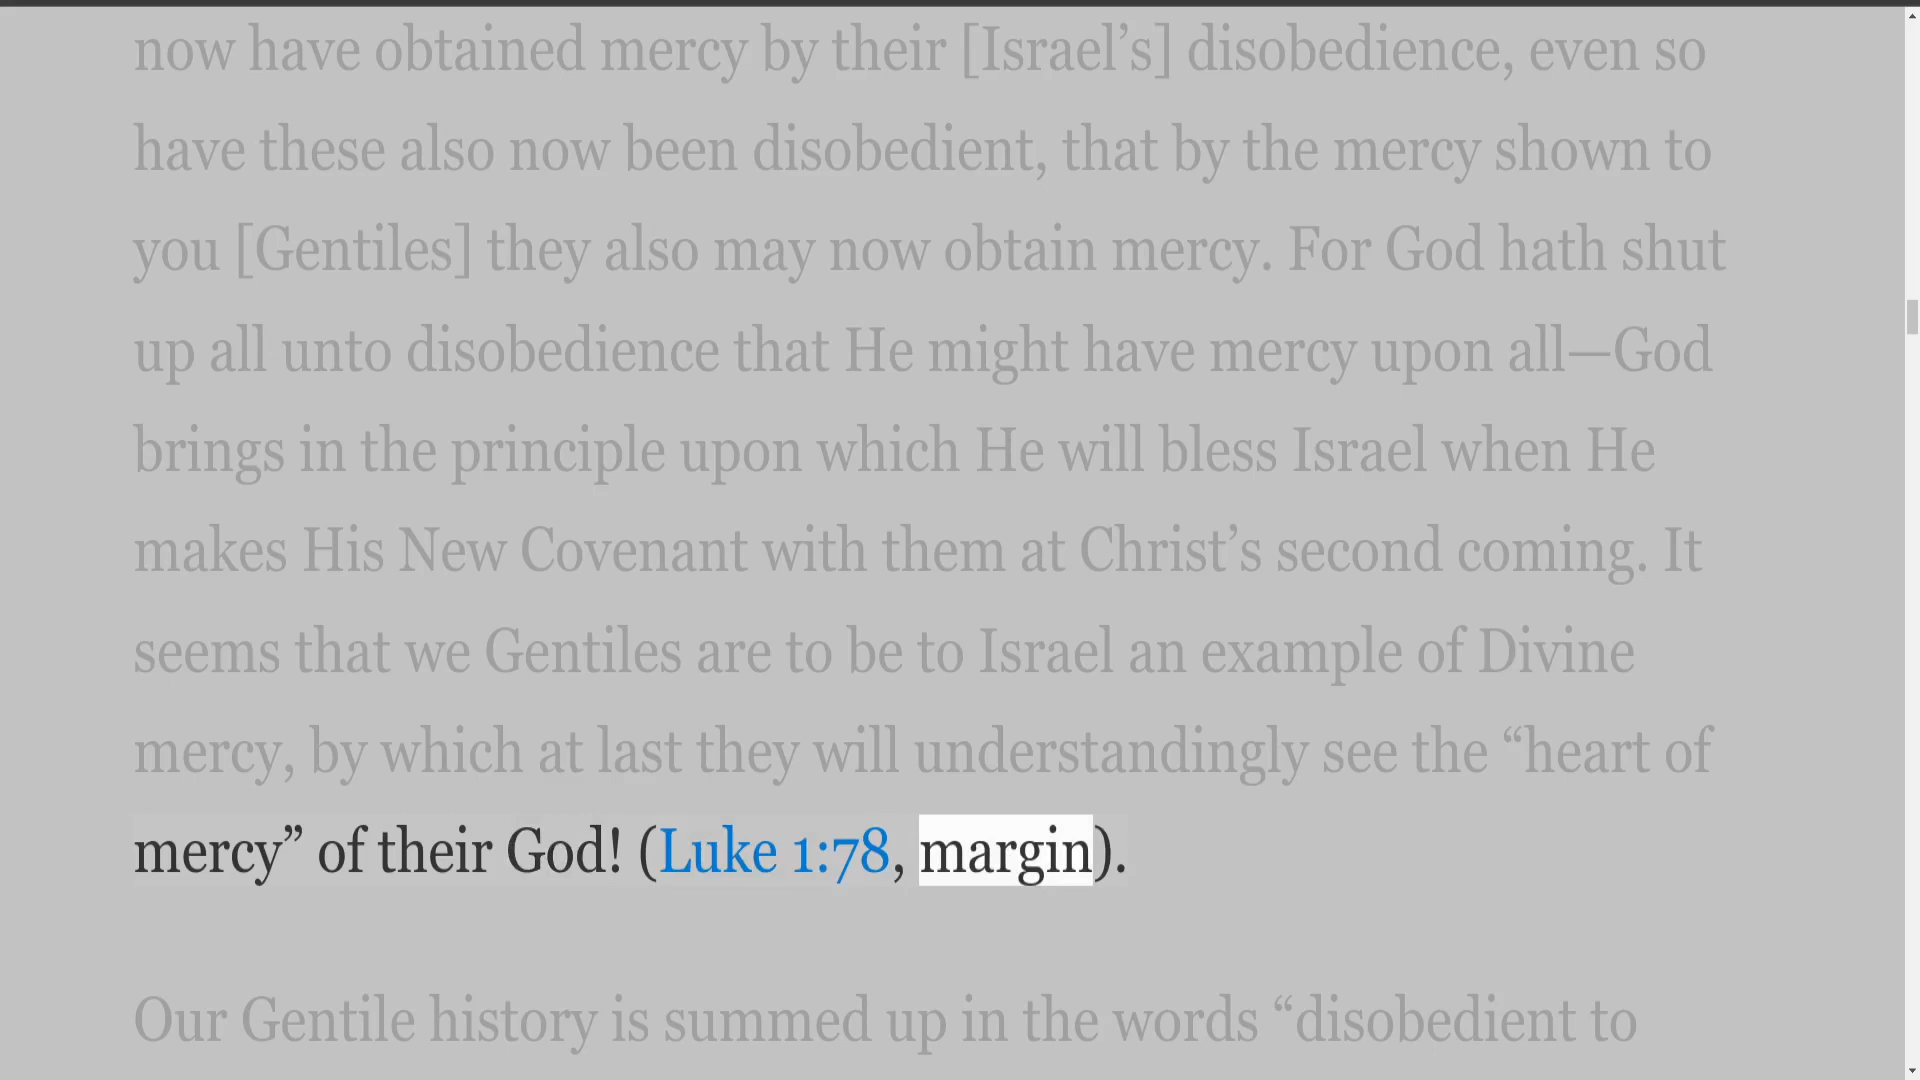 now have obtained mercy by their [Israel’s] disobedience, even so
have these also now been disobedient, that by the mercy shown to
you [Gentiles] they also may now obtain mercy. For God hath shut
up all unto disobedience that He might have mercy upon all—God
brings in the principle upon which He will bless Israel when He
makes His New Covenant with them at Christ’s second coming. It
seems that we Gentiles are to be to Israel an example of Divine
mercy, by which at last they will understandingly see the “heart of
mercy” of their God! (Luke 1:78, margin).
Our Gentile history is summed up in the words “disobedient to